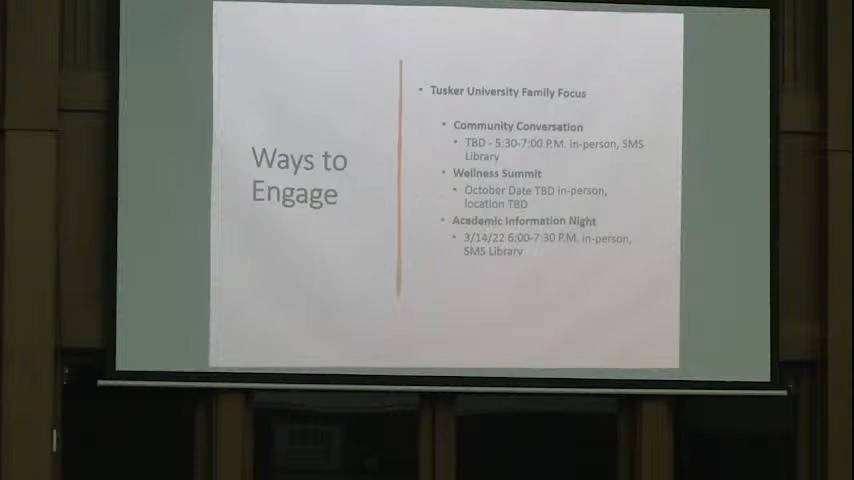 Ways to
Engage
• Tusker University Family Focus
• Community Conversation
• TBD - 5:30-7:00 P.M. in-person, SMS
Library
• Wellness Summit
• October Date TBD in-person,
location TBD
• Academic Information Night
• 3/14/22 6:00-7:30 P.M. in-person,
SMS Library